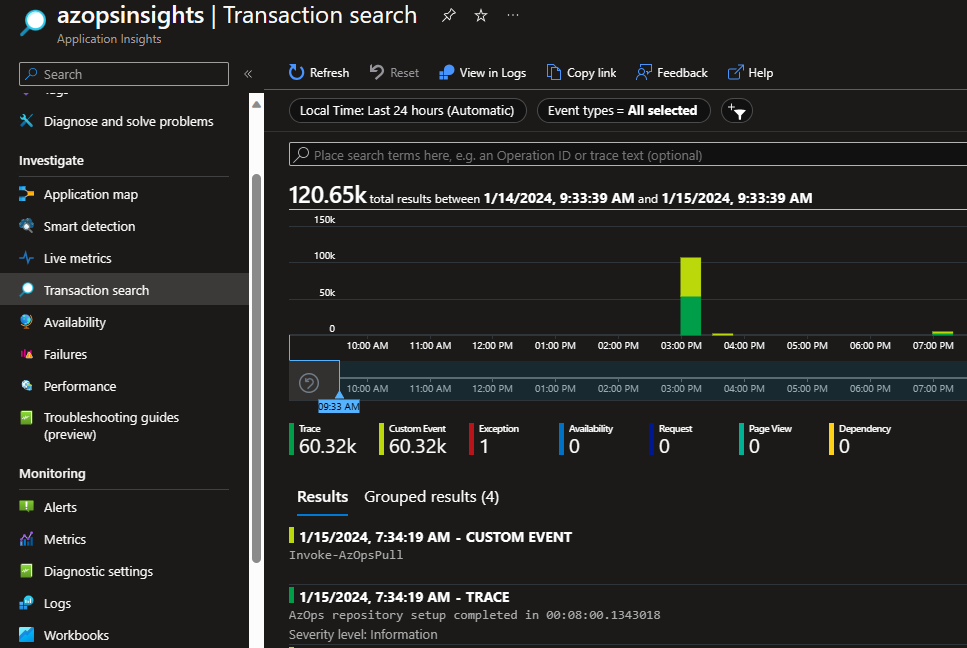 azopsinsights | Transaction search
Application Insights
Search
Diagnose and solve problems
Investigate
Application map
Smart detection
Live metrics
Transaction search
Availability
Failures
Performance
Troubleshooting guides
(preview)
Monitoring
Alerts
Metrics
Diagnostic settings
Logs
Workbooks
Refresh Reset View in Logs Copy link Feedback Help
Local Time: Last 24 hours (Automatic) Event types = All selected
Place search terms here, e.g. an Operation ID or trace text (optional)
120.65k total results between 1/14/2024, 9:33:39 AM and 1/15/2024, 9:33:39 AM
150k
100k
50k
0
10:00 AM 11:00 AM 12:00 PM 01:00 PM 02:00 PM 03:00 PM 04:00 PM 05:00 PM 06:00 PM 07:00 PM
10:00 AM 11:00 AM 12:00 PM 01:00 PM 02:00 PM 03:00 PM 04:00 PM 05:00 PM 06:00 PM 07:00 PM
09:33 AM
Trace Custom Event Exception Availability Request Page View Dependency
60.32k 60.32k 1 0 0 0 0
Results Grouped results (4)
1/15/2024, 7:34:19 AM - CUSTOM EVENT
Invoke-AzOpsPull
1/15/2024, 7:34:19 AM - TRACE
AzOps repository setup completed in 00:08:00.1343018
Severity level: Information